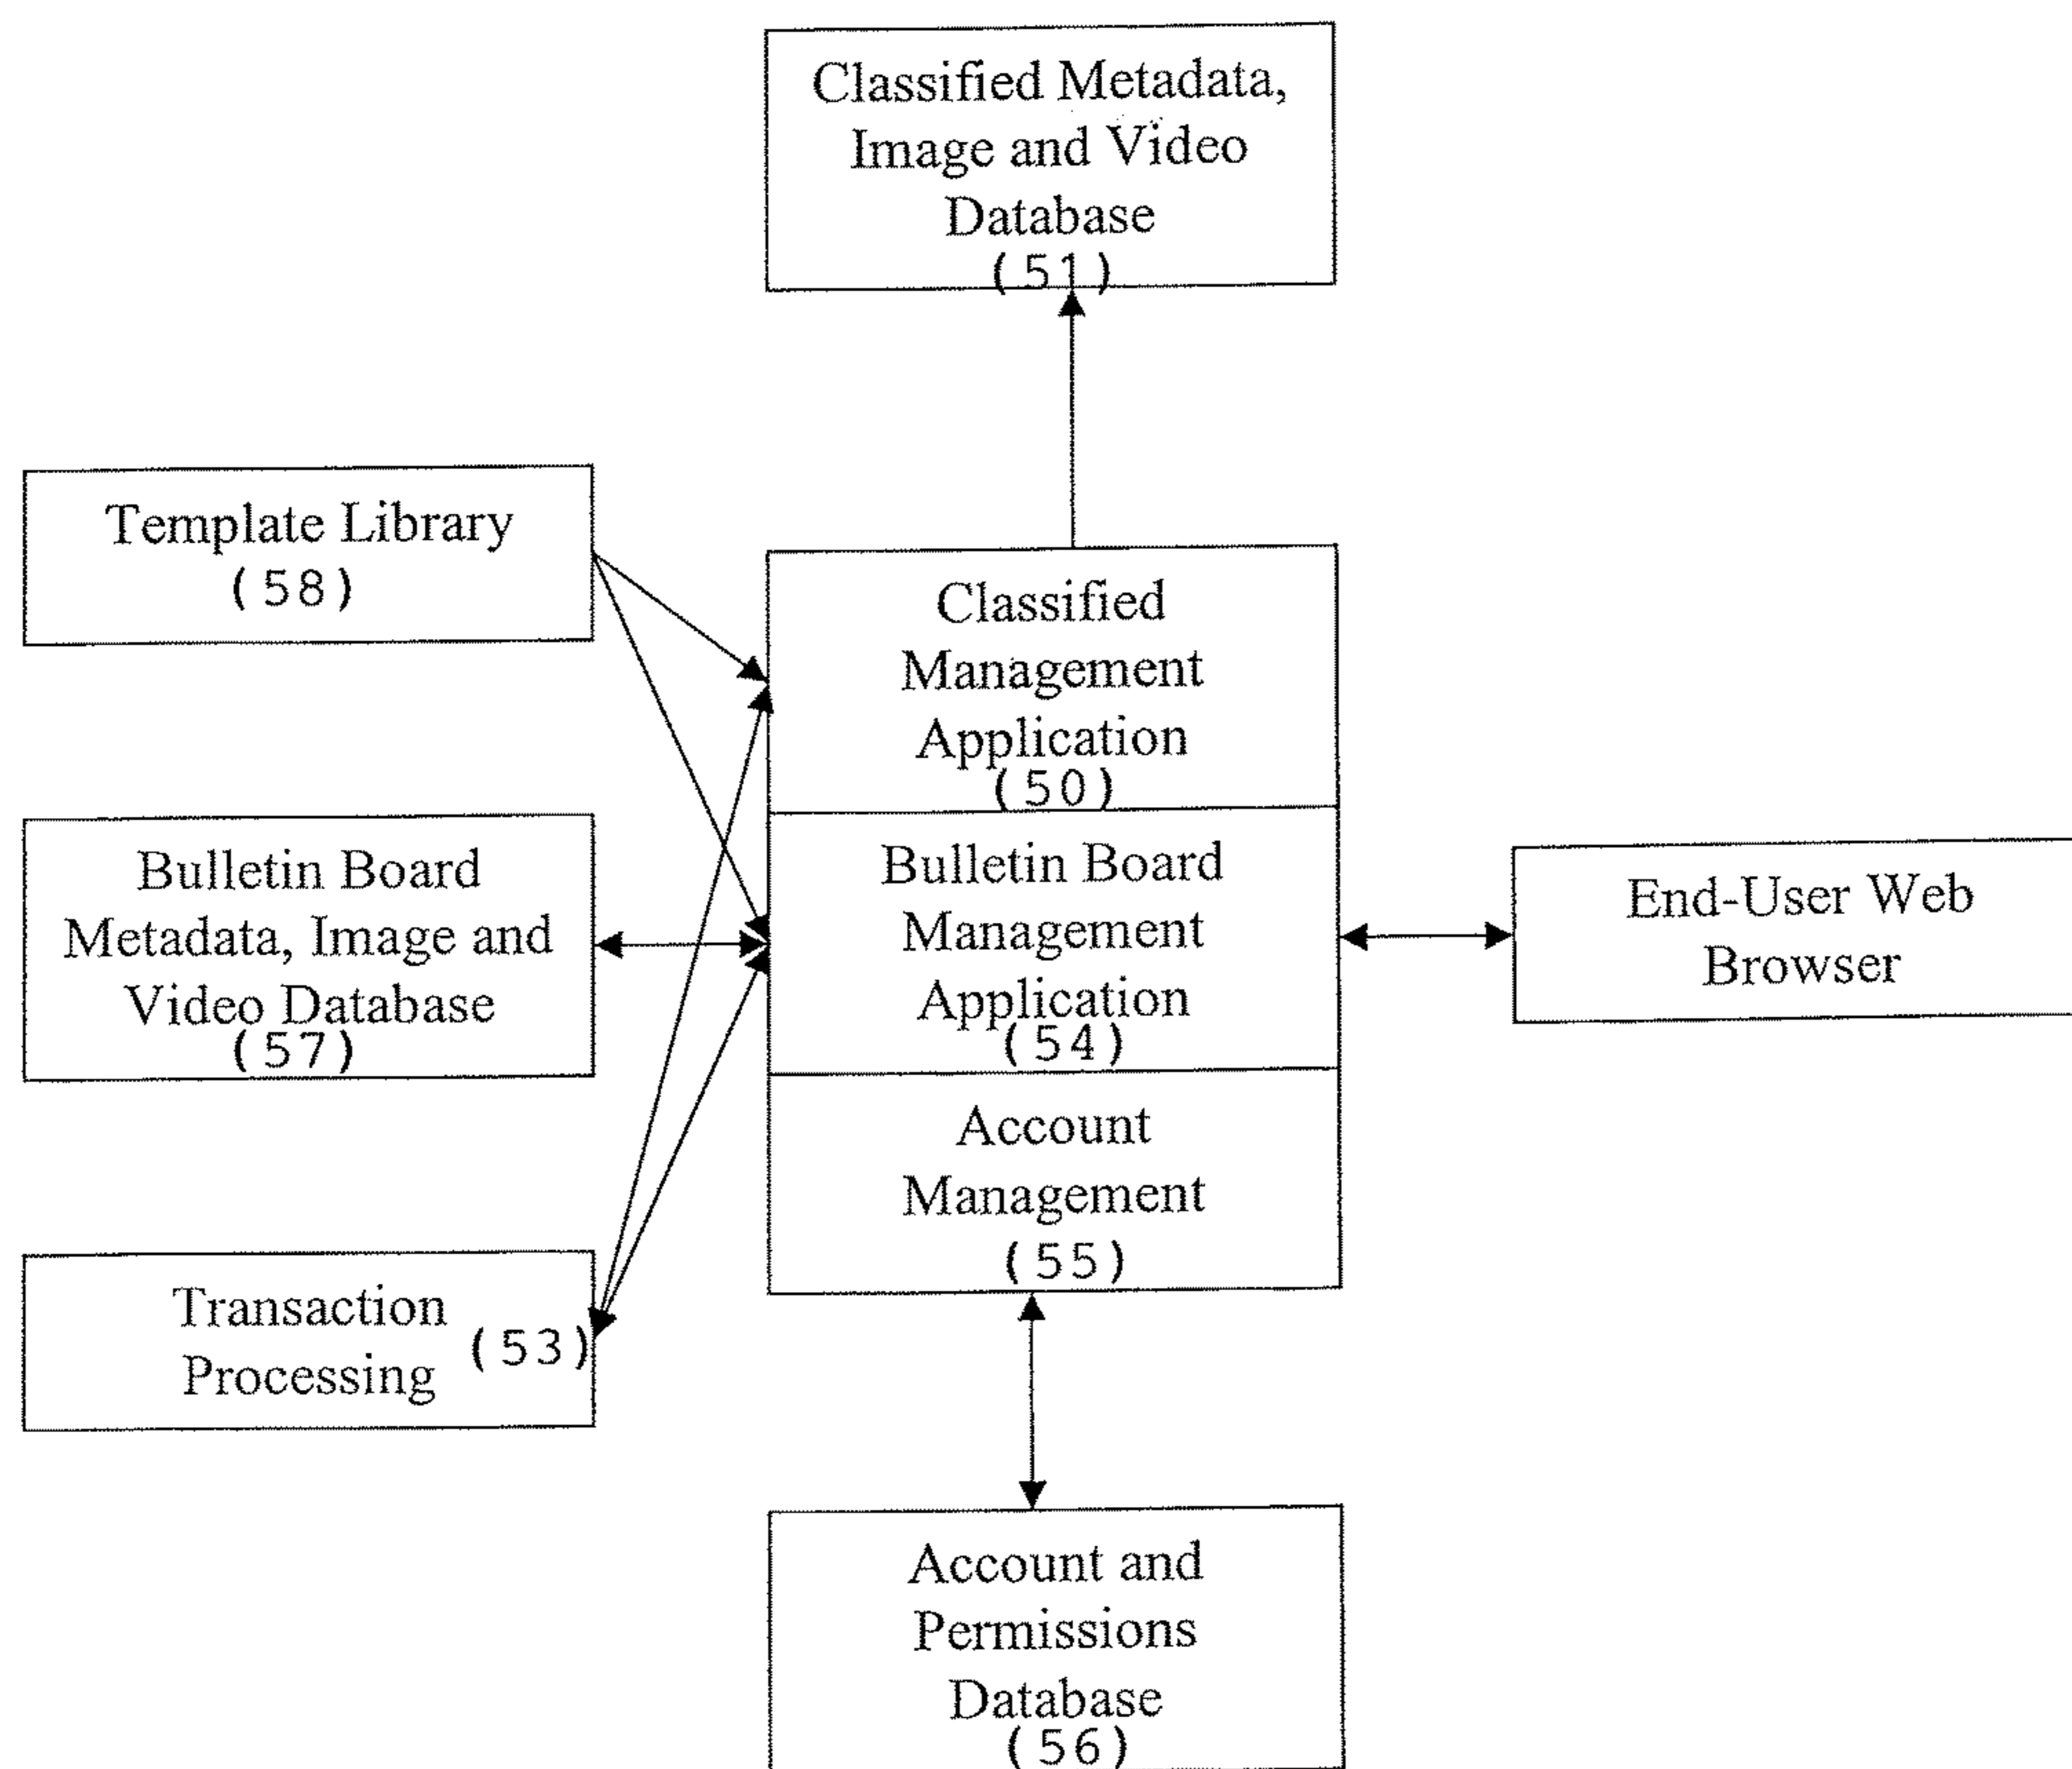 Classified Metadata,
Image and Video
Database
(51)
Template Library
(58)
Classified
Management
Application
(50)
Bulletin Board
Metadata, Image and
Video Database
(57)
Bulletin Board
Management
Application
(54)
End-User Web
Browser
Account
Management
(55)
Transaction
Processing
(53)
Account and
Permissions
Database
(56)